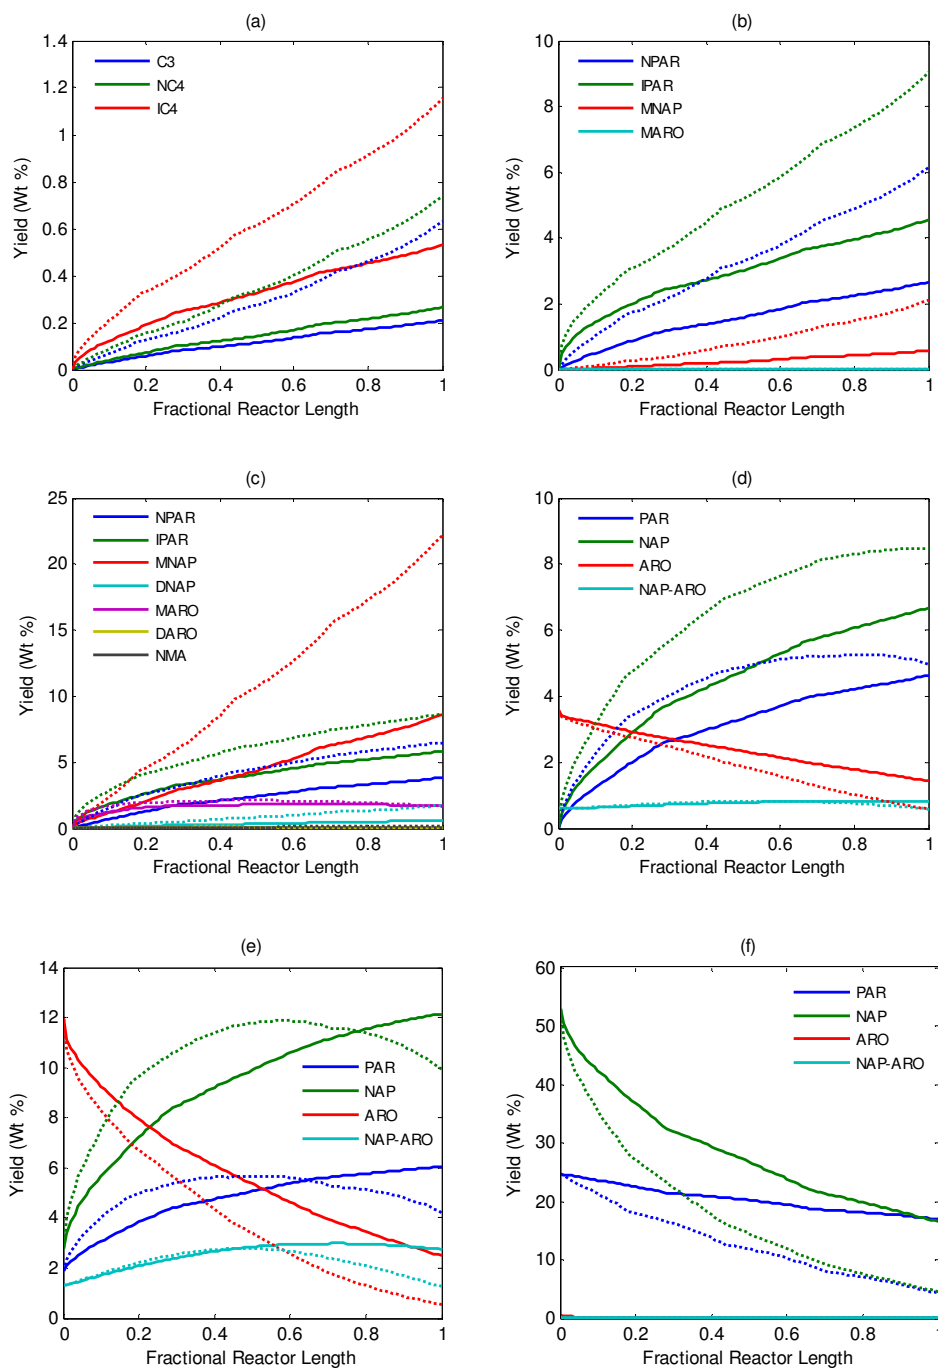 (a)
1.4
1.2
1
0.8
0.6
0.4
0.2
0
Yield (Wt %)
C3
NC4
IC4
0 0.2 0.4 0.6 0.8 1
Fractional Reactor Length
(b)
10
8
6
4
2
0
Yield (Wt %)
NPAR
IPAR
MNAP
MARO
0 0.2 0.4 0.6 0.8 1
Fractional Reactor Length
(c)
25
20
15
10
5
0
Yield (Wt %)
NPAR
IPAR
MNAP
DNAP
MARO
DARO
NMA
0 0.2 0.4 0.6 0.8 1
Fractional Reactor Length
(d)
10
8
6
4
2
0
Yield (Wt %)
PAR
NAP
ARO
NAP-ARO
0 0.2 0.4 0.6 0.8 1
Fractional Reactor Length
(e)
14
12
10
8
6
4
2
0
Yield (Wt %)
PAR
NAP
ARO
NAP-ARO
0 0.2 0.4 0.6 0.8 1
Fractional Reactor Length
(f)
60
50
40
30
20
10
0
Yield (Wt %)
PAR
NAP
ARO
NAP-ARO
0 0.2 0.4 0.6 0.8 1
Fractional Reactor Length